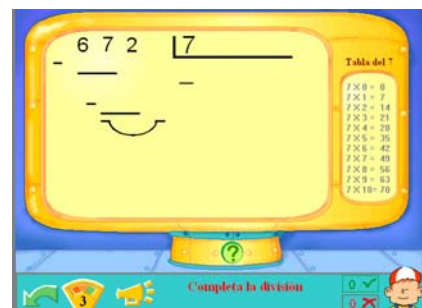 6 7 2 7
Tabla del 7
7 X 0 = 0
7 X 1 = 7
7 X 2 = 14
7 X 3 = 21
7 X 4 = 28
7 X 5 = 35
7 X 6 = 42
7 X 7 = 49
7 X 8 = 56
7 X 9 = 63
7 X 10 = 70
?
Completa la división
0
0
3